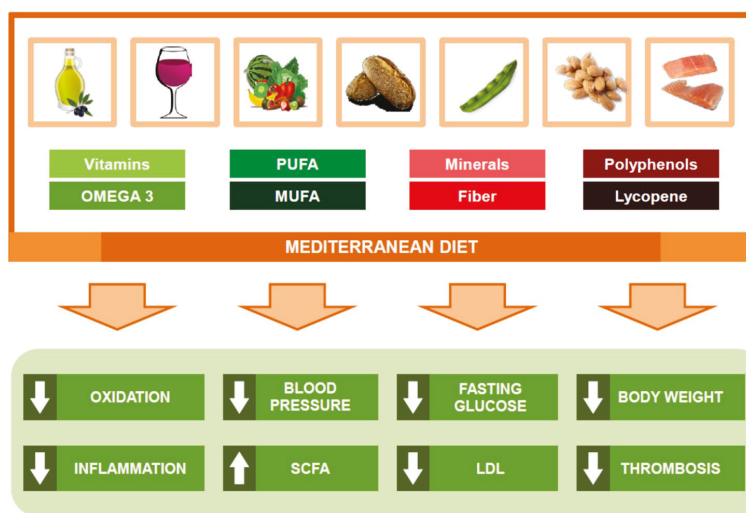 Vitamins
PUFA
Minerals
Polyphenols
OMEGA 3
MUFA
Fiber
Lycopene
MEDITERRANEAN DIET
OXIDATION
BLOOD
PRESSURE
FASTING
GLUCOSE
BODY WEIGHT
INFLAMMATION
SCFA
LDL
THROMBOSIS